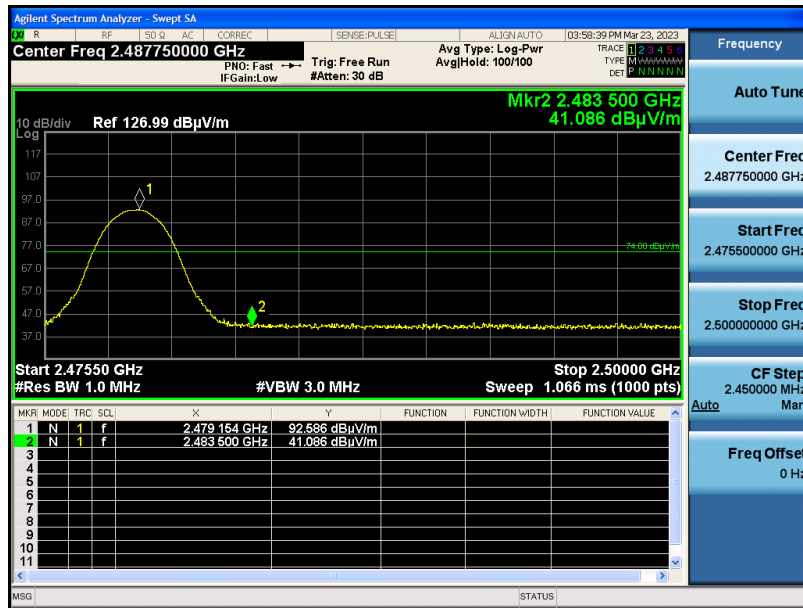 Agilent Spectrum Analyzer - Swept SA
LXI R RF 50 Ω AC CORREC SENSE:PULSE ALIGN AUTO 03:58:39 PM Mar 23, 2023
Center Freq 2.487750000 GHz
PNO: Fast
IFGain:Low
Trig: Free Run
#Atten: 30 dB
Avg Type: Log-Pwr
Avg|Hold: 100/100
TRACE 1 2 3 4 5 6
TYPE M W W W W W
DET P N N N N N
Mkr2 2.483 500 GHz
41.086 dBµV/m
10 dB/div
Log
Ref 126.99 dBµV/m
117
107
97.0
87.0
77.0
67.0
57.0
47.0
37.0
1
2
74.00 dBµV/m
Start 2.47550 GHz
#Res BW 1.0 MHz
#VBW 3.0 MHz
Stop 2.50000 GHz
Sweep 1.066 ms (1000 pts)
MKR MODE TRC SCL X Y FUNCTION FUNCTION WIDTH FUNCTION VALUE
1 N 1 f 2.479 154 GHz 92.586 dBµV/m
2 N 1 f 2.483 500 GHz 41.086 dBµV/m
3
4
5
6
7
8
9
10
11
MSG
STATUS
Frequency
Auto Tune
Center Freq
2.487750000 GHz
Start Freq
2.475500000 GHz
Stop Freq
2.500000000 GHz
CF Step
2.450000 MHz
Auto Man
Freq Offset
0 Hz